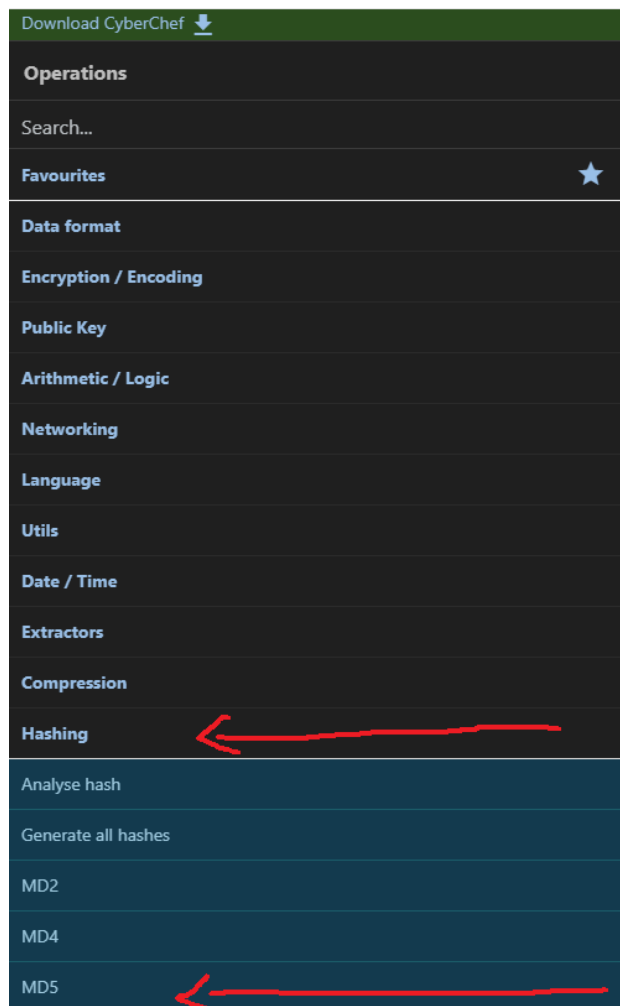 Download CyberChef
Operations
Search...
Favourites
Data format
Encryption / Encoding
Public Key
Arithmetic / Logic
Networking
Language
Utils
Date / Time
Extractors
Compression
Hashing
Analyse hash
Generate all hashes
MD2
MD4
MD5